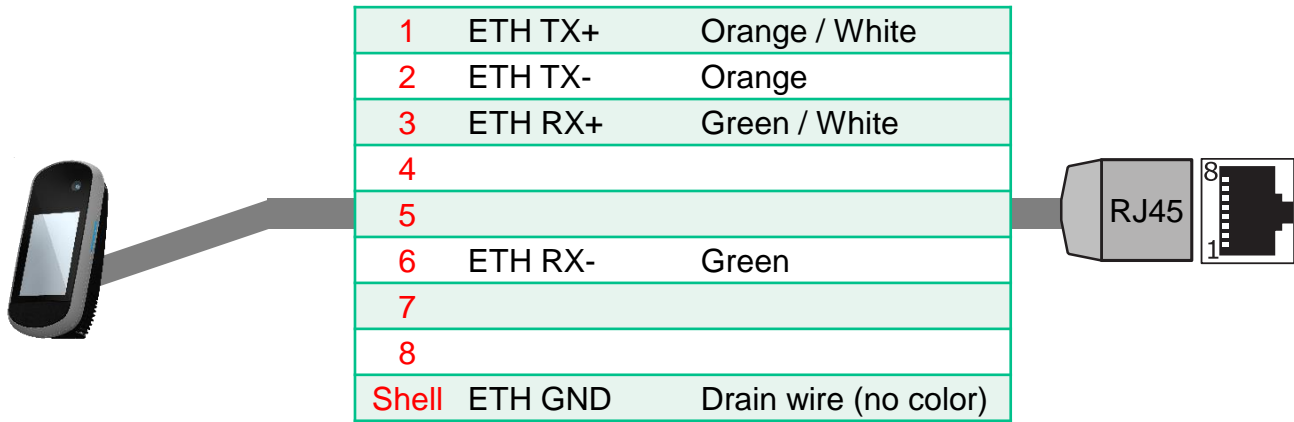 1 ETH TX+ Orange / White
2 ETH TX- Orange
3 ETH RX+ Green / White
4
5
6 ETH RX- Green
7
8
Shell ETH GND Drain wire (no color)
RJ45
8
1